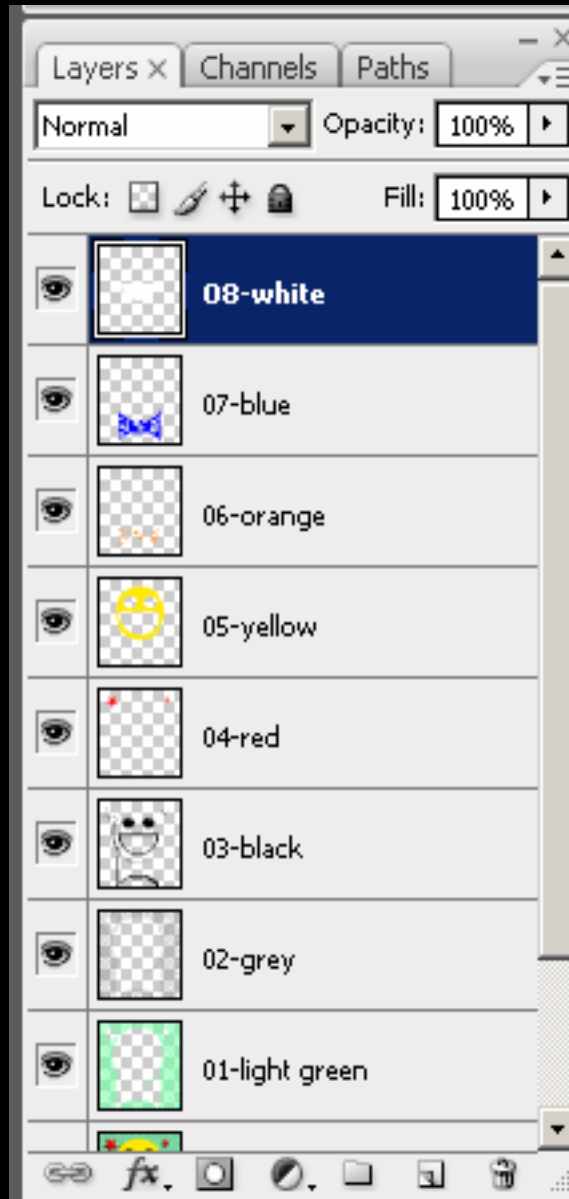 Layers Channels Paths
Normal Opacity: 100%
Lock: Fill: 100%
08-white
07-blue
06-orange
05-yellow
04-red
03-black
02-grey
01-light green
fx.